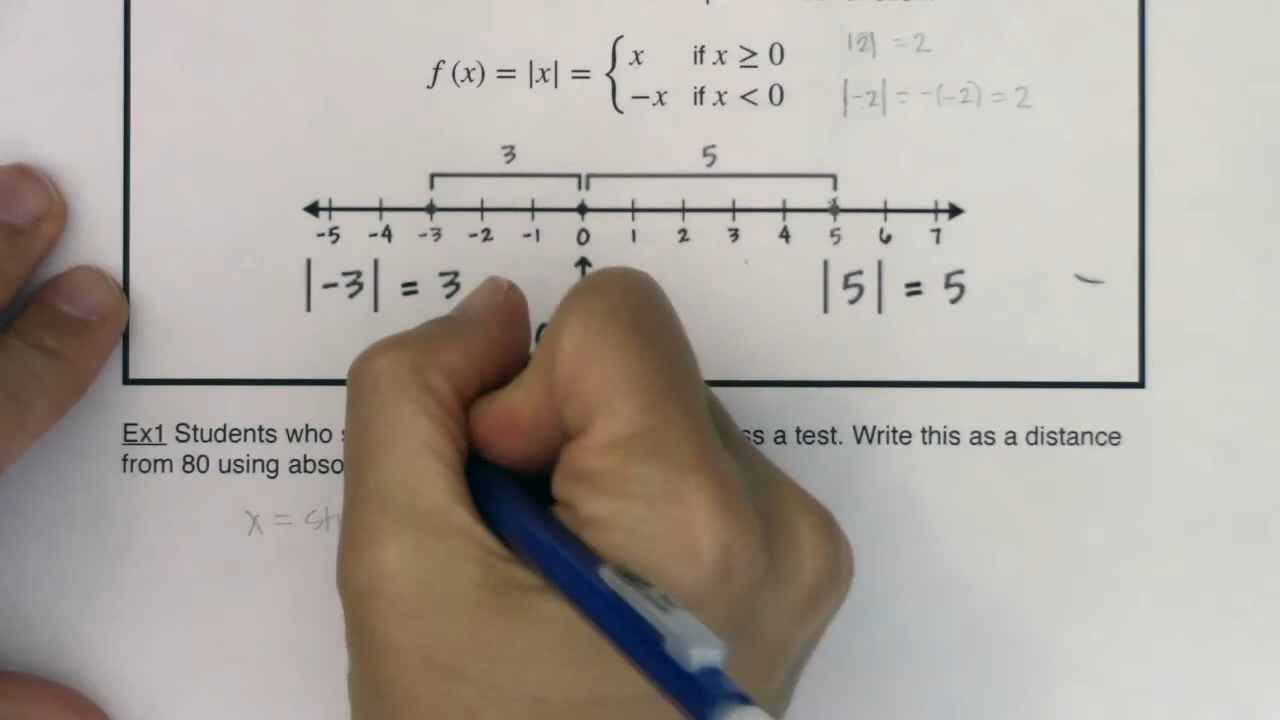 f (x) = |x| = { x if x ≥ 0
−x if x < 0
|2| = 2
|-2| = -(-2) = 2
3 5
-5 -4 -3 -2 -1 0 1 2 3 4 5 6 7
|-3| = 3 |5| = 5
Ex1 Students who a test. Write this as a distance
from 80 using
x =